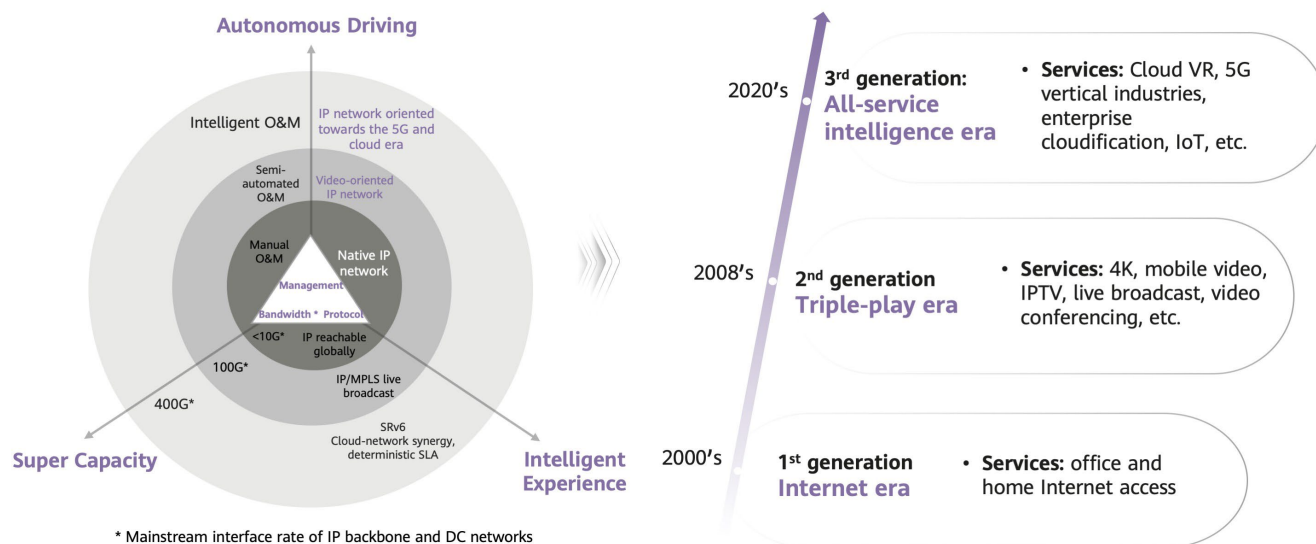 Autonomous Driving
Intelligent O&M
IP network oriented
towards the 5G and
cloud era
Semi-
automated
O&M
Video-oriented
IP network
Manual
O&M
Native IP
network
Management
Bandwidth * Protocol
<10G*
IP reachable
globally
100G*
IP/MPLS live
broadcast
400G*
SRv6
Cloud-network synergy,
deterministic SLA
Super Capacity
Intelligent
Experience
* Mainstream interface rate of IP backbone and DC networks
2020's
3rd generation:
All-service
intelligence era
• Services: Cloud VR, 5G
vertical industries,
enterprise
cloudification, IoT, etc.
2008's
2nd generation
Triple-play era
• Services: 4K, mobile video,
IPTV, live broadcast, video
conferencing, etc.
2000's
1st generation
Internet era
• Services: office and
home Internet access